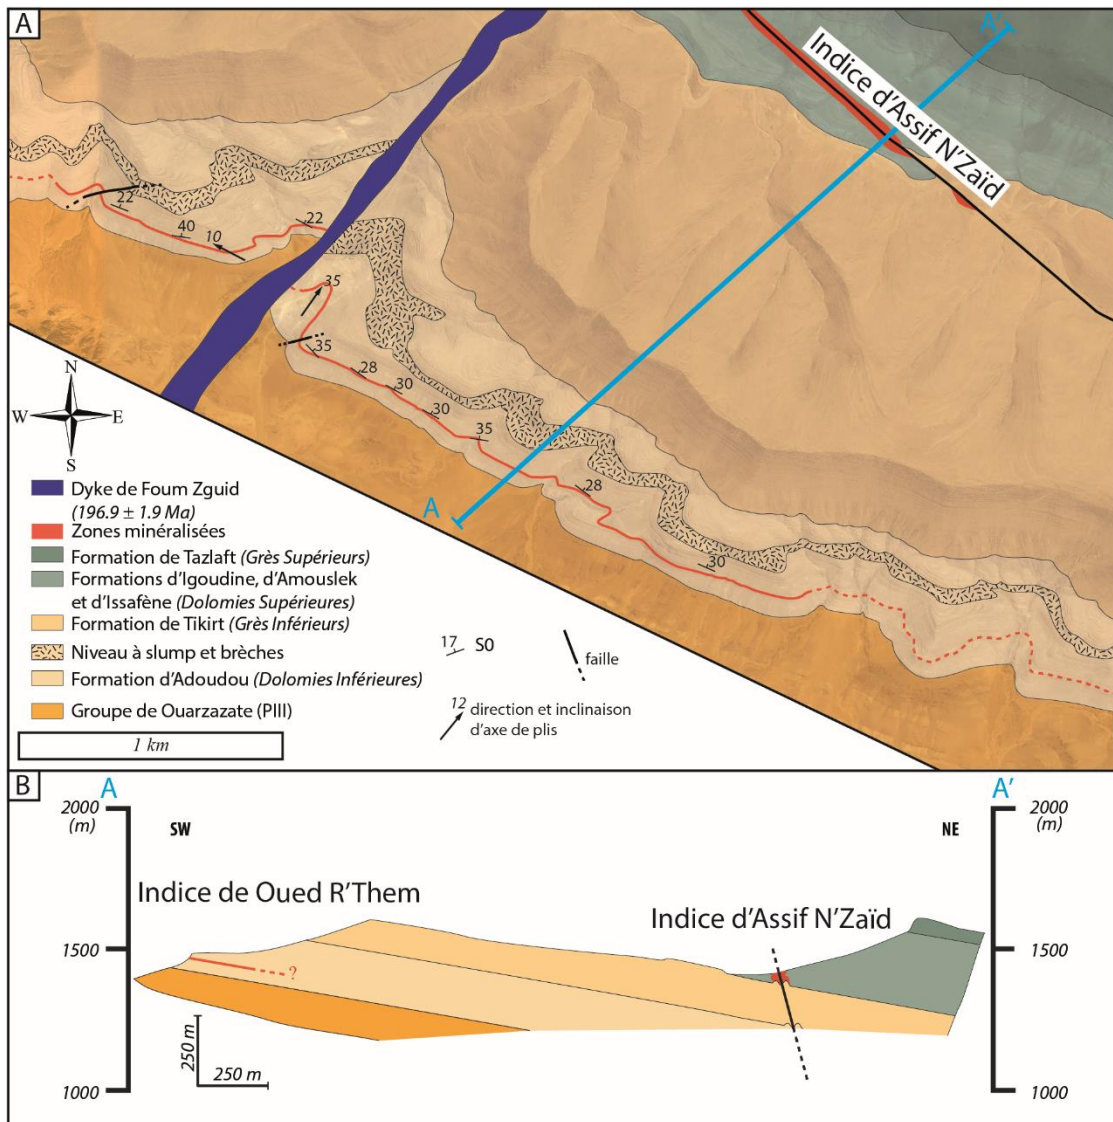 A
A'
Indice d'Assif N'Zaïd
22
40
10
22
35
35
28
30
30
35
28
30
A
N
W
E
S
Dyke de Foum Zguid
(196.9 ± 1.9 Ma)
Zones minéralisées
Formation de Tazlaft (Grès Supérieurs)
Formations d'Igoudine, d'Amouslek
et d'Issafène (Dolomies Supérieures)
Formation de Tikirt (Grès Inférieurs)
Niveau à slump et brèches
Formation d'Adoudou (Dolomies Inférieures)
Groupe de Ouarzazate (PIII)
17 S0
faille
12 direction et inclinaison
d'axe de plis
1 km
B
A
A'
2000
(m)
SW
NE
2000
(m)
Indice de Oued R'Them
Indice d'Assif N'Zaïd
1500
1500
?
250 m
250 m
1000
1000